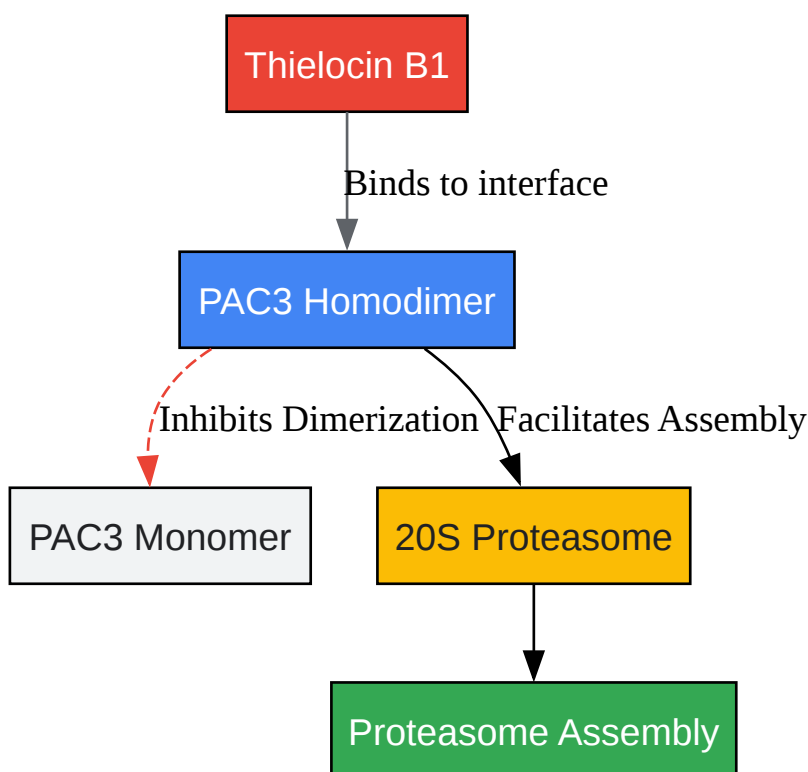 Thielocin B1
Binds to interface
PAC3 Homodimer
Inhibits Dimerization
Facilitates Assembly
PAC3 Monomer
20S Proteasome
Proteasome Assembly